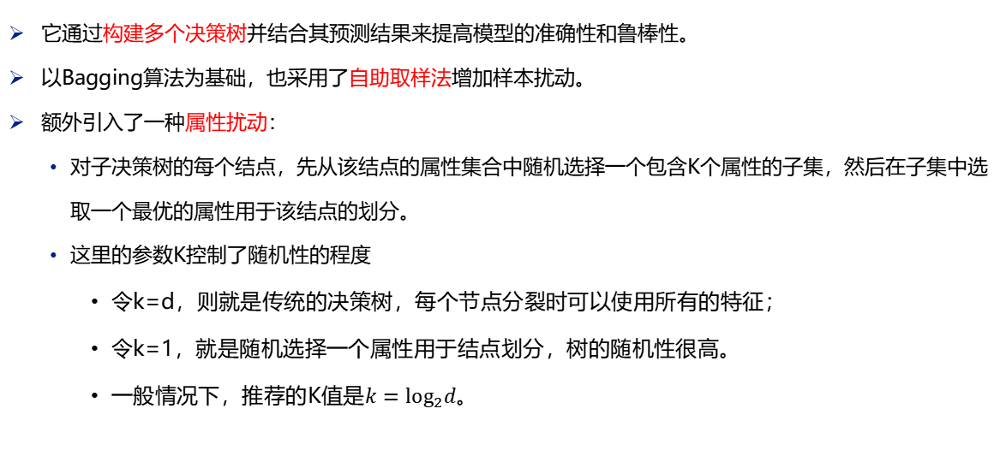 ➢ 它通过构建多个决策树并结合其预测结果来提高模型的准确性和鲁棒性。
➢ 以Bagging算法为基础，也采用了自助取样法增加样本扰动。
➢ 额外引入了一种属性扰动：
• 对子决策树的每个结点，先从该结点的属性集合中随机选择一个包含K个属性的子集，然后在子集中选
取一个最优的属性用于该结点的划分。
• 这里的参数K控制了随机性的程度
• 令k=d，则就是传统的决策树，每个节点分裂时可以使用所有的特征；
• 令k=1，就是随机选择一个属性用于结点划分，树的随机性很高。
• 一般情况下，推荐的K值是k = log₂d。